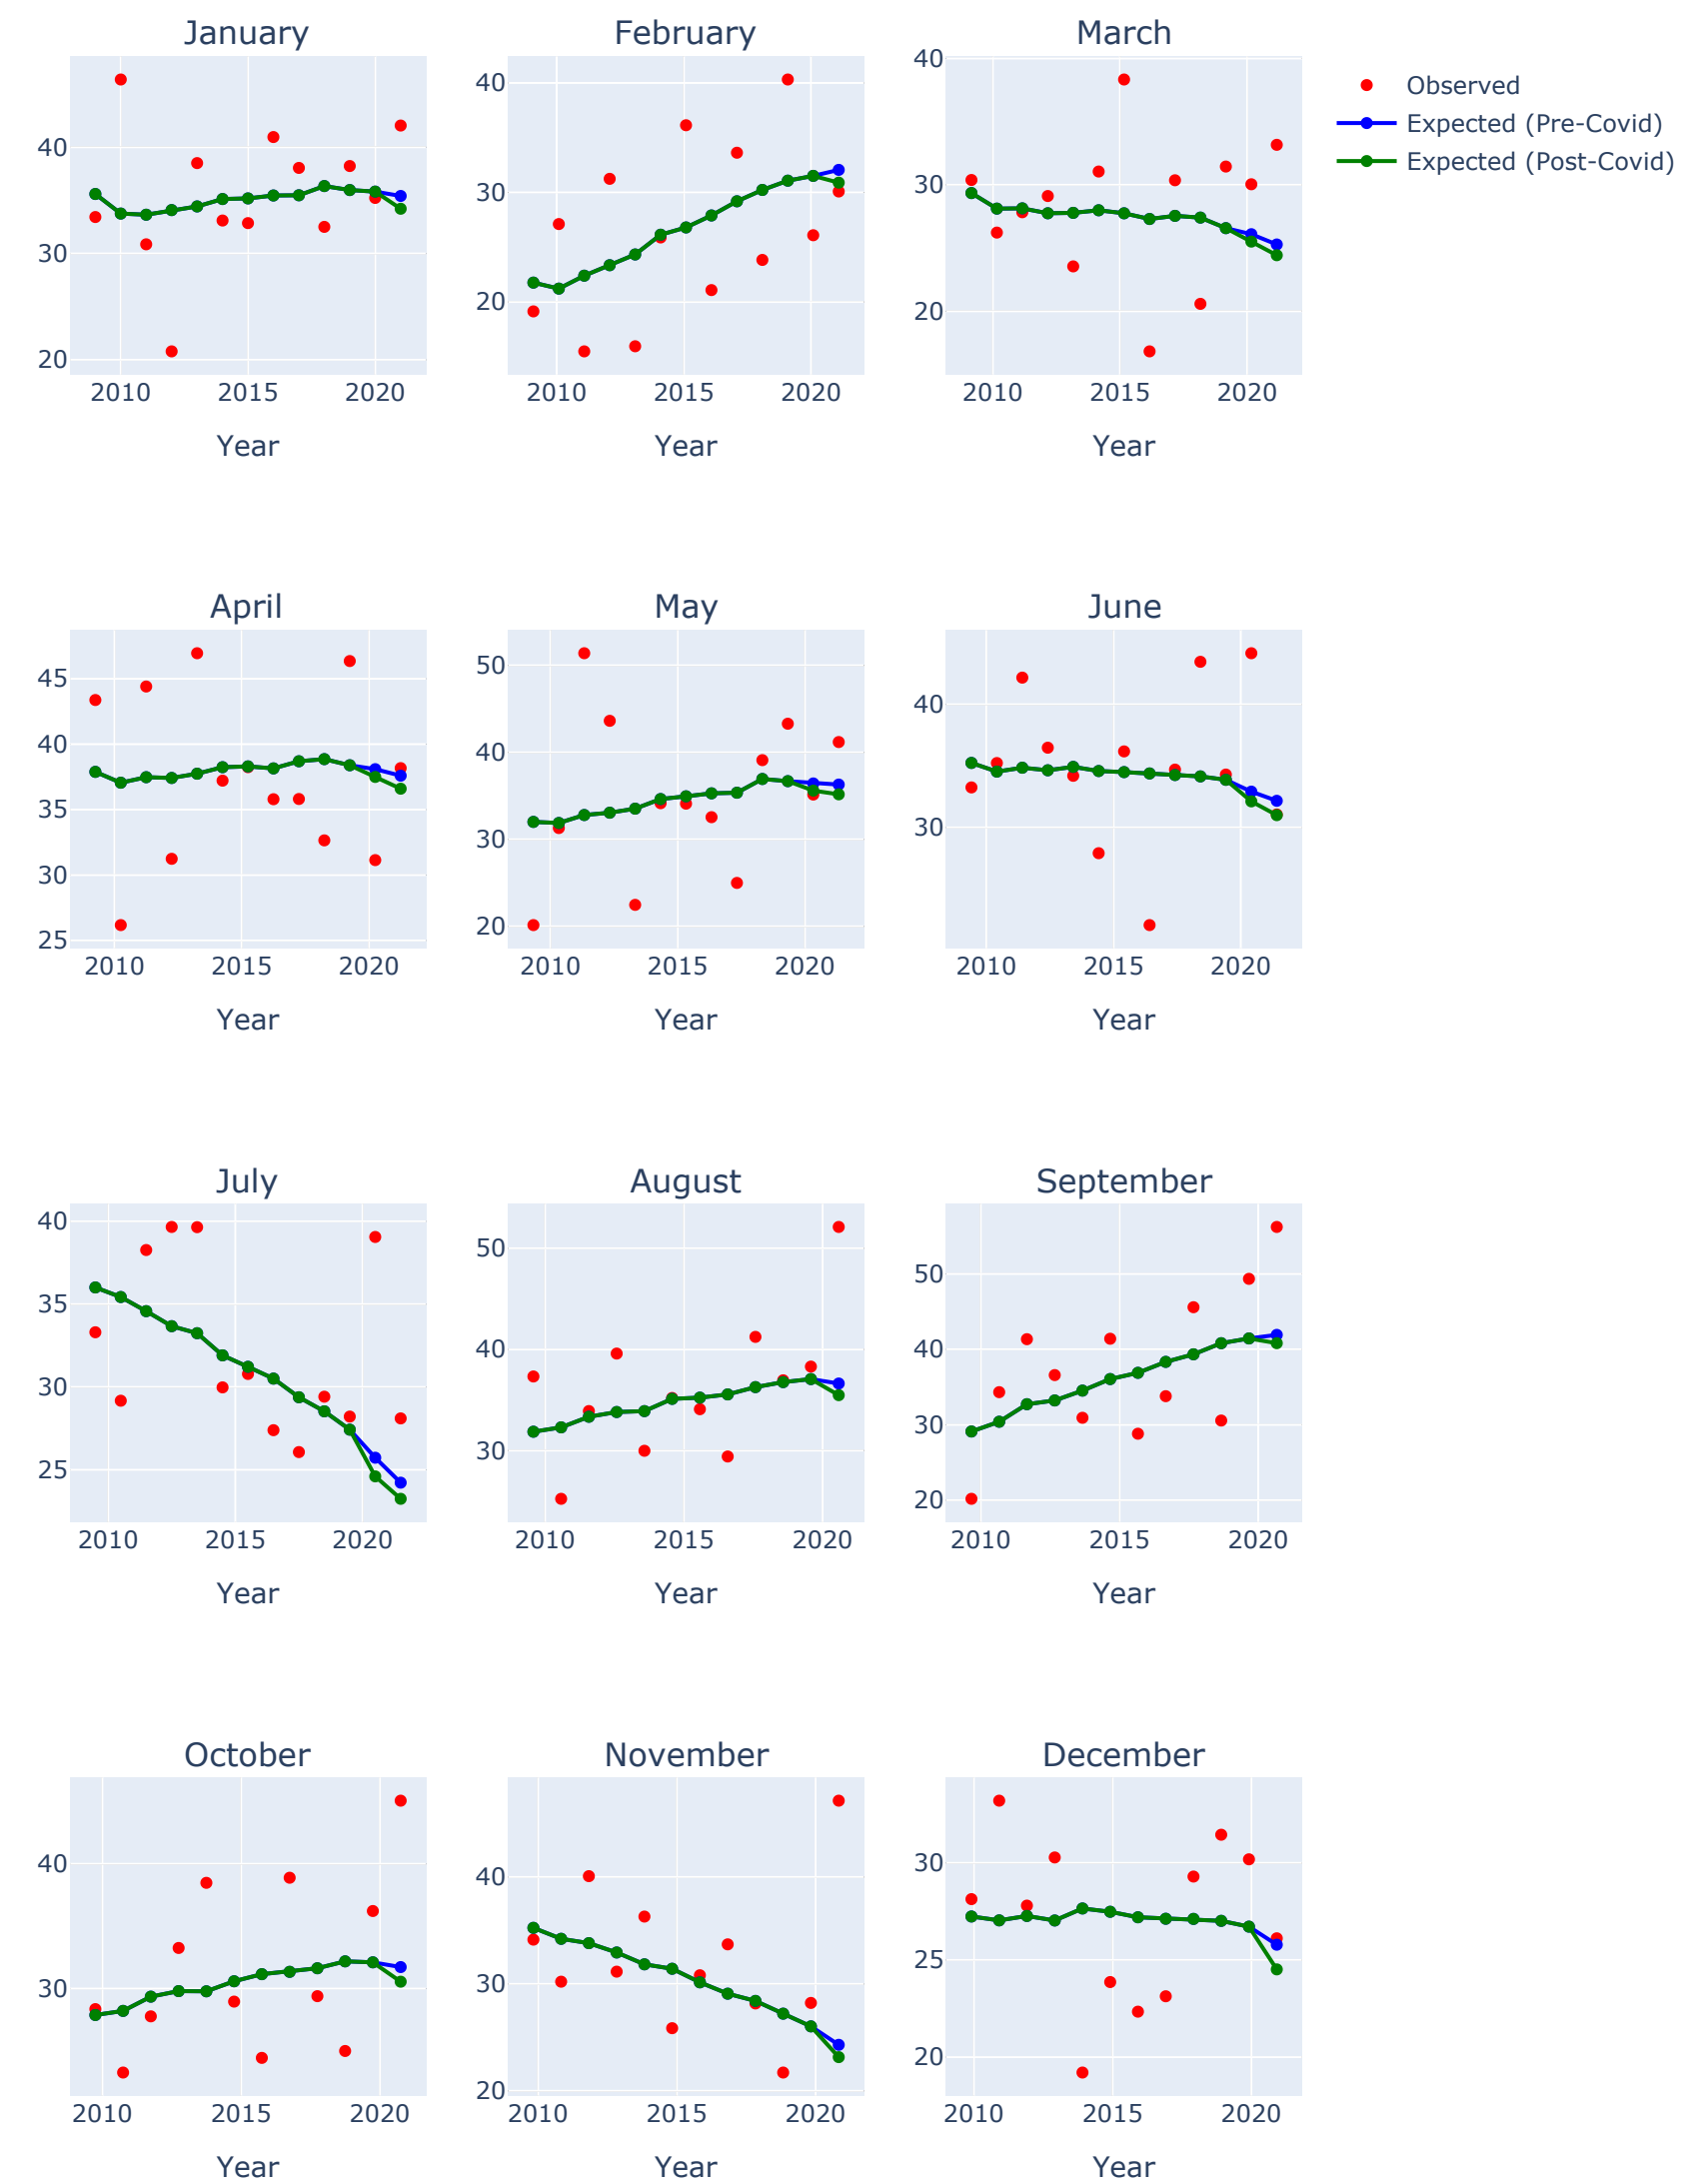 January
February
March
Observed
Expected (Pre-Covid)
Expected (Post-Covid)
40
30
20
2010 2015 2020
Year
40
30
20
2010 2015 2020
Year
40
30
20
2010 2015 2020
Year
April
May
June
45
40
35
30
25
2010 2015 2020
Year
50
40
30
20
2010 2015 2020
Year
40
30
2010 2015 2020
Year
July
August
September
40
35
30
25
2010 2015 2020
Year
50
40
30
2010 2015 2020
Year
50
40
30
20
2010 2015 2020
Year
October
November
December
40
30
2010 2015 2020
Year
40
30
20
2010 2015 2020
Year
30
25
20
2010 2015 2020
Year